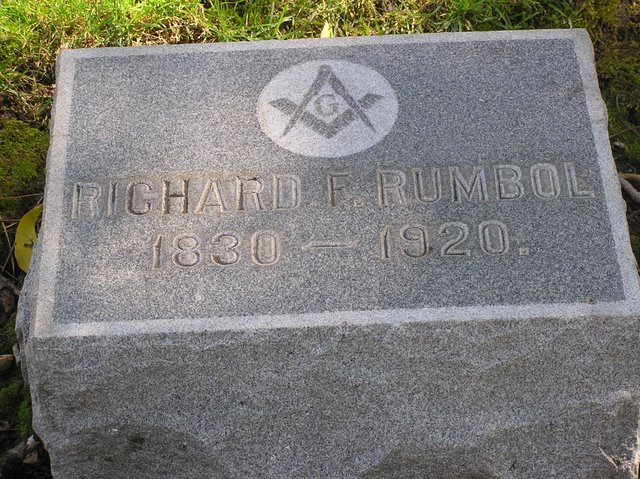 G
RICHARD F. RUMBOL
1830 — 1920.